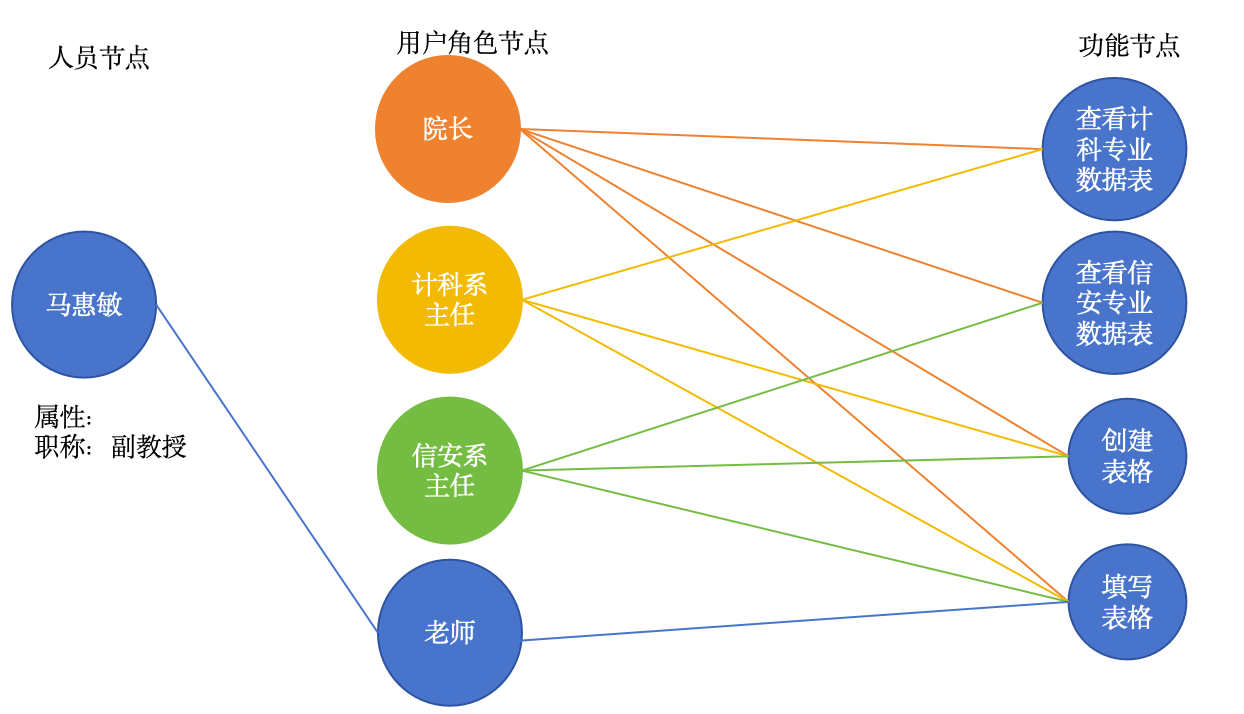 人员节点
用户角色节点
功能节点
院长
查看计
科专业
数据表
马惠敏
计科系
主任
查看信
安专业
数据表
属性:
职称: 副教授
信安系
主任
创建
表格
老师
填写
表格